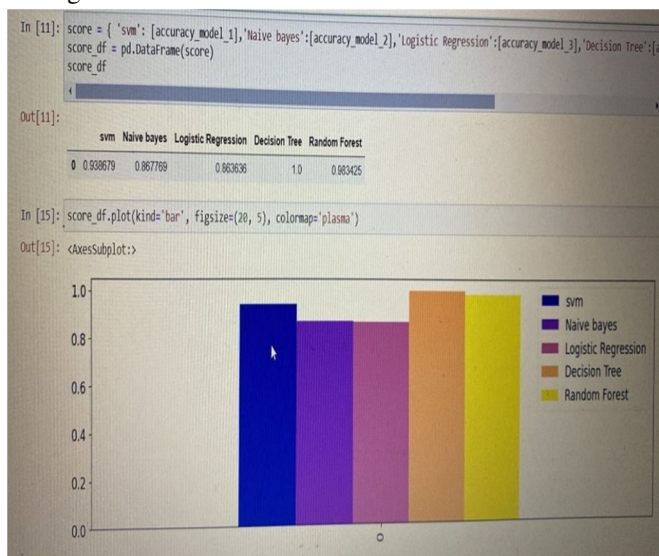 In [11]: score = { 'svm': [accuracy_model_1],'Naive bayes':[accuracy_model_2],'Logistic Regression':[accuracy_model_3],'Decision Tree':[a
score_df = pd.DataFrame(score)
score_df
Out[11]:
svm Naive bayes Logistic Regression Decision Tree Random Forest
0 0.938679 0.867769 0.863636 1.0 0.983425
In [15]: score_df.plot(kind='bar', figsize=(20, 5), colormap='plasma')
Out[15]: <AxesSubplot:>
1.0
0.8
0.6
0.4
0.2
0.0
0
svm
Naive bayes
Logistic Regression
Decision Tree
Random Forest